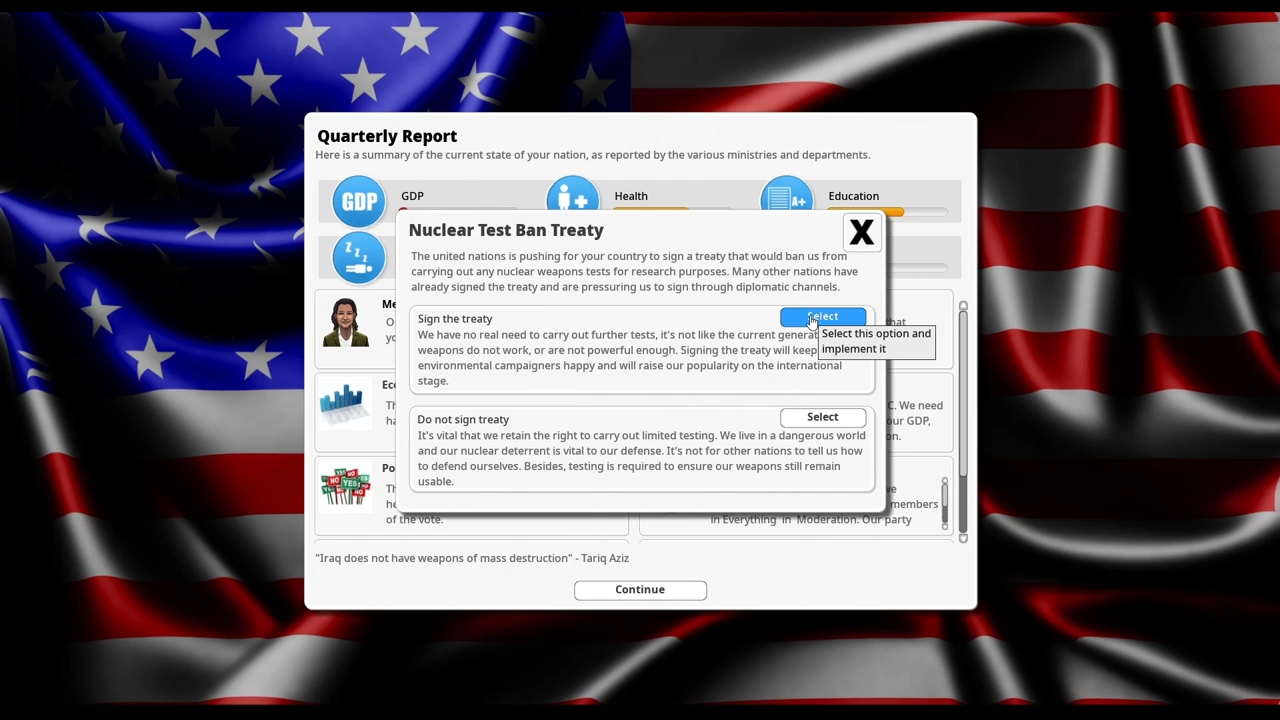 Quarterly Report
Here is a summary of the current state of your nation, as reported by the various ministries and departments.
GDP
GDP
Health
A+
Education
Z Z Z
Nuclear Test Ban Treaty
X
The united nations is pushing for your country to sign a treaty that would ban us from
carrying out any nuclear weapons tests for research purposes. Many other nations have
already signed the treaty and are pressuring us to sign through diplomatic channels.
Sign the treaty
Select
We have no real need to carry out further tests, it's not like the current
weapons do not work, or are not powerful enough. Signing the treaty will keep
environmental campaigners happy and will raise our popularity on the international
stage.
Select this option and
implement it
Do not sign treaty
Select
It's vital that we retain the right to carry out limited testing. We live in a dangerous world
and our nuclear deterrent is vital to our defense. It's not for other nations to tell us how
to defend ourselves. Besides, testing is required to ensure our weapons still remain
usable.
We need
our GDP,
YES NO YES NO YES NO
of the vote.
members
in Everything in Moderation. Our party
"Iraq does not have weapons of mass destruction" - Tariq Aziz
Continue